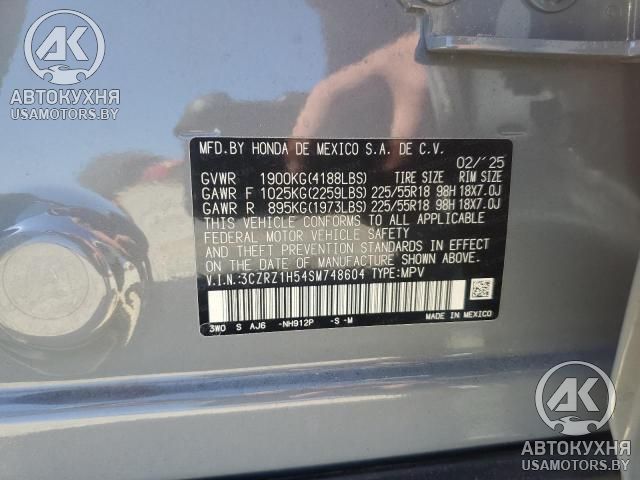 AK
АВТОКУХНЯ
USAMOTORS.BY
MFD.BY HONDA DE MEXICO S.A. DE C.V.
02/'25
GVWR 1900KG(4188LBS) TIRE SIZE RIM SIZE
GAWR F 1025KG(2259LBS) 225/55R18 98H 18X7.0J
GAWR R 895KG(1973LBS) 225/55R18 98H 18X7.0J
THIS VEHICLE CONFORMS TO ALL APPLICABLE
FEDERAL MOTOR VEHICLE SAFETY
AND THEFT PREVENTION STANDARDS IN EFFECT
ON THE DATE OF MANUFACTURE SHOWN ABOVE.
V.I.N.:3CZRZ1H54SM748604 TYPE:MPV
3W0 S AJ6 -NH912P -S -M MADE IN MEXICO
AK
АВТОКУХНЯ
USAMOTORS.BY